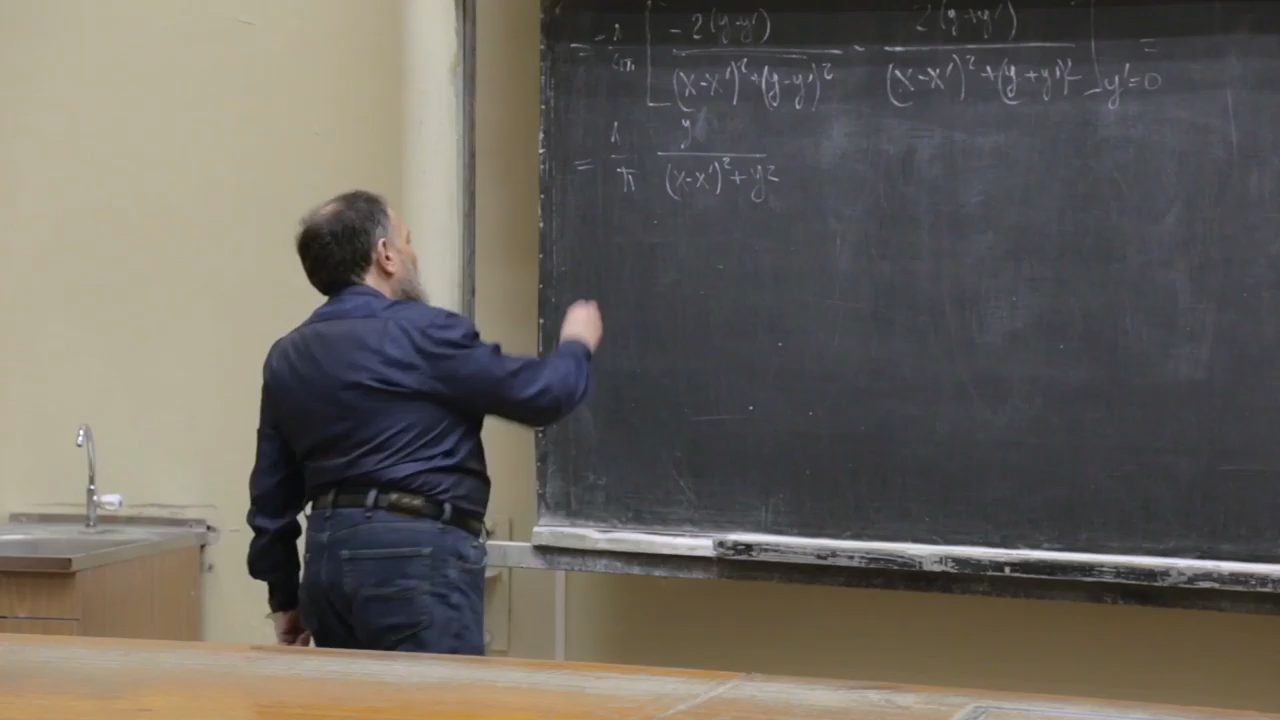 = -1/4π [ -2(y-y')/((x-x')²+(y-y')²) - 2(y+y')/((x-x')²+(y+y')²) ] y'=0 =
= 1/π y/((x-x')²+y²)